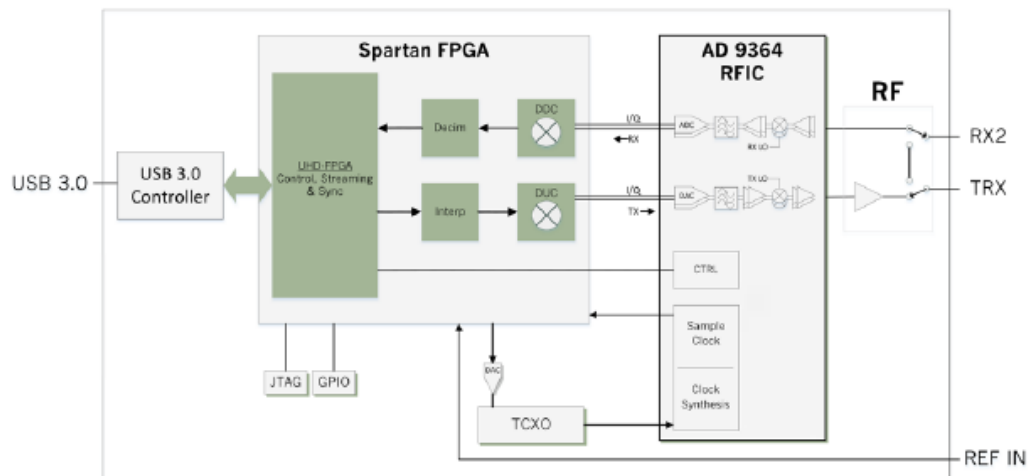 Spartan FPGA
AD 9364
RFIC
RF
USB 3.0
USB 3.0
Controller
UHD-FPGA
Control, Streaming
& Sync
Decim
DDC
I/Q
RX
ADC
RX LO
RX2
Interp
DUC
I/Q
TX
DAC
TX LO
TRX
CTRL
Sample
Clock
Clock
Synthesis
JTAG
GPIO
DAC
TCXO
REF IN